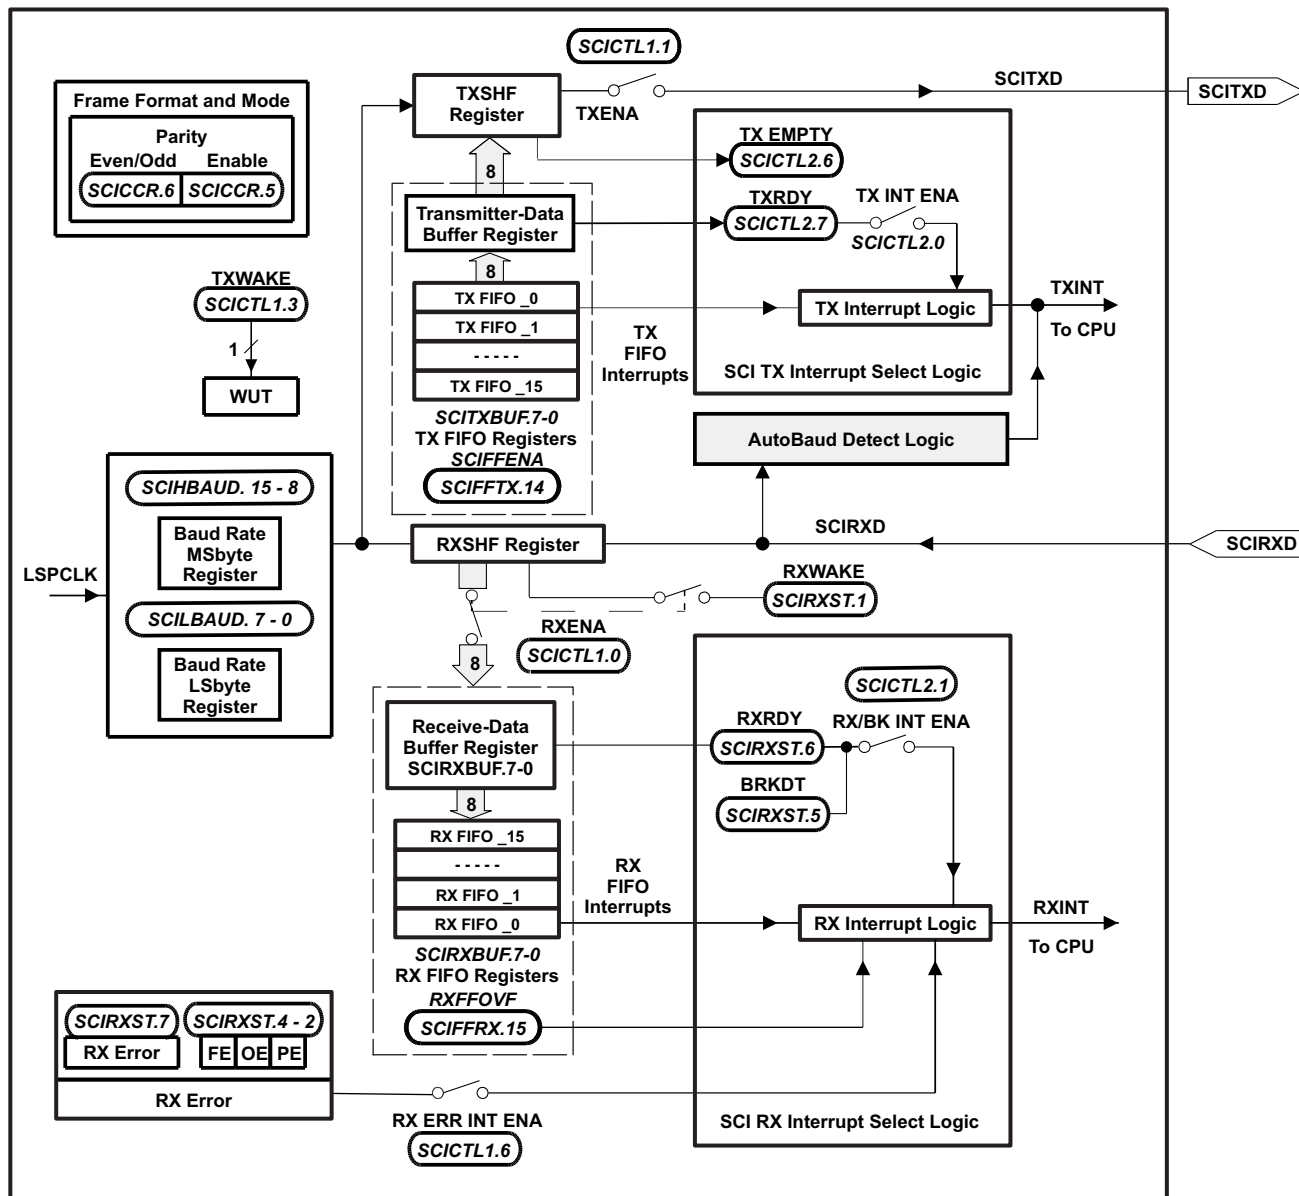 SCICTL1.1
TXSHF
Register
TXENA
SCITXD
SCITXD
Frame Format and Mode
Parity
Even/Odd Enable
SCICCR.6 SCICCR.5
TX EMPTY
SCICTL2.6
8
Transmitter-Data
Buffer Register
TXRDY
SCICTL2.7
TX INT ENA
SCICTL2.0
8
TXWAKE
SCICTL1.3
1
WUT
TX FIFO _0
TX FIFO _1
- - - - -
TX FIFO _15
TX
FIFO
Interrupts
TX Interrupt Logic
TXINT
To CPU
SCI TX Interrupt Select Logic
SCITXBUF.7-0
TX FIFO Registers
SCIFFENA
SCIFFTX.14
AutoBaud Detect Logic
LSPCLK
SCIHBAUD. 15 - 8
Baud Rate
MSbyte
Register
SCILBAUD. 7 - 0
Baud Rate
LSbyte
Register
RXSHF Register
SCIRXD
SCIRXD
RXWAKE
SCIRXST.1
RXENA
SCICTL1.0
8
SCICTL2.1
RX/BK INT ENA
RXRDY
SCIRXST.6
BRKDT
SCIRXST.5
Receive-Data
Buffer Register
SCIRXBUF.7-0
8
RX FIFO _15
- - - - -
RX FIFO _1
RX FIFO _0
RX
FIFO
Interrupts
RX Interrupt Logic
RXINT
To CPU
SCIRXBUF.7-0
RX FIFO Registers
RXFFOVF
SCIFFRX.15
SCIRXST.7 SCIRXST.4 - 2
RX Error FE OE PE
RX Error
RX ERR INT ENA
SCICTL1.6
SCI RX Interrupt Select Logic